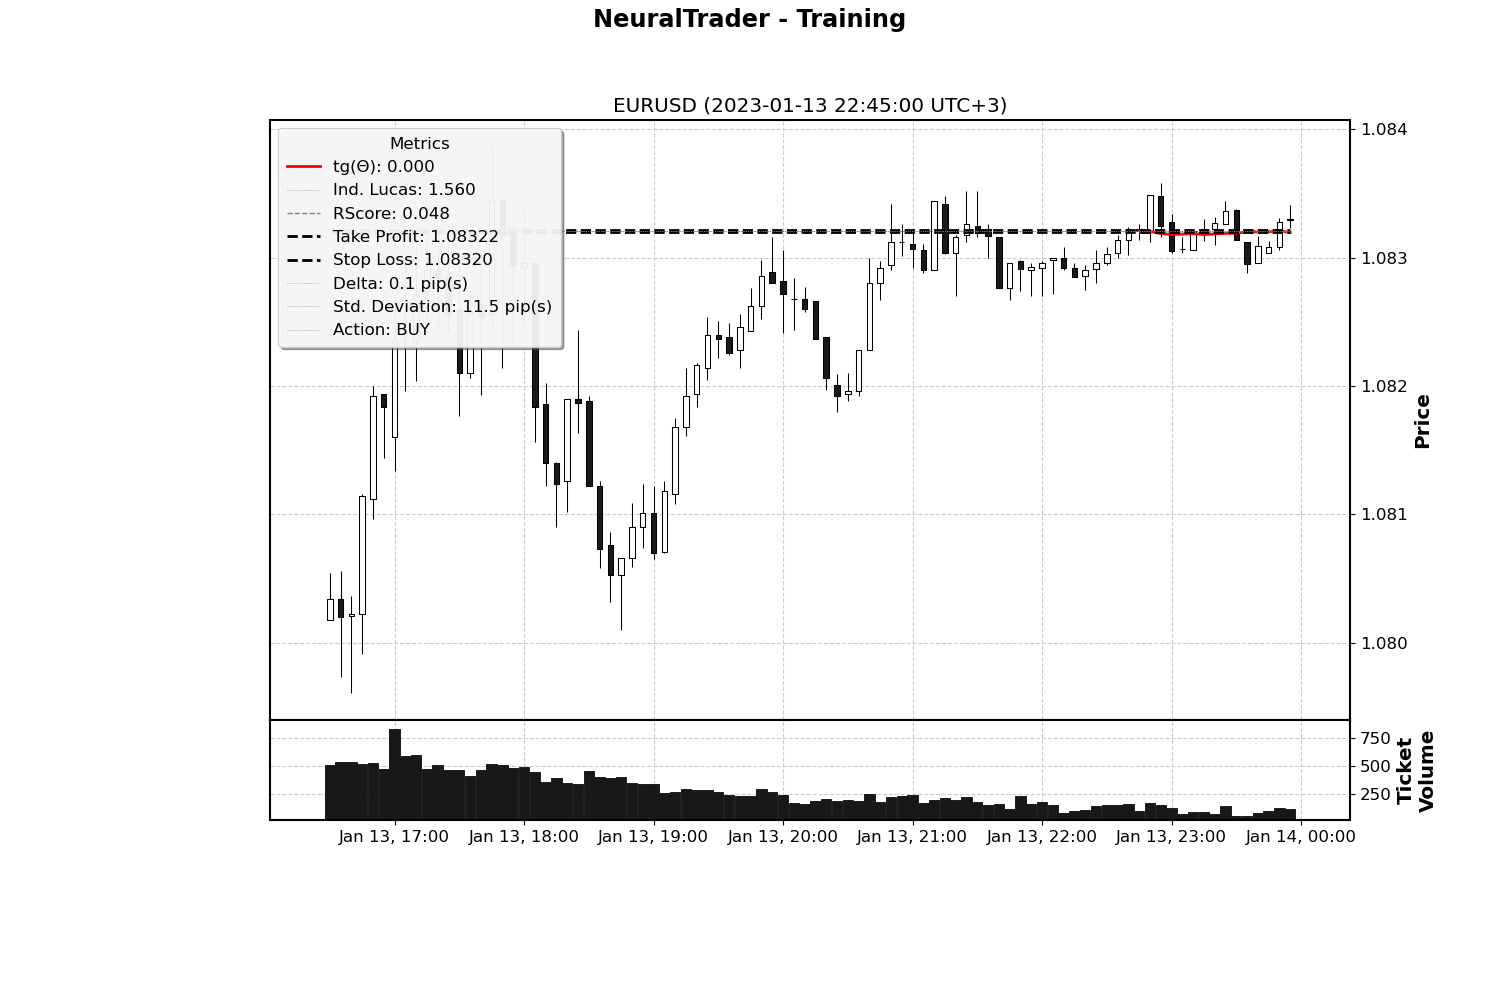 NeuralTrader - Training
EURUSD (2023-01-13 22:45:00 UTC+3)
Metrics
tg(Θ): 0.000
Ind. Lucas: 1.560
RScore: 0.048
Take Profit: 1.08322
Stop Loss: 1.08320
Delta: 0.1 pip(s)
Std. Deviation: 11.5 pip(s)
Action: BUY
1.084
1.083
1.082
1.081
1.080
Price
750
500
250
Ticket
Volume
Jan 13, 17:00
Jan 13, 18:00
Jan 13, 19:00
Jan 13, 20:00
Jan 13, 21:00
Jan 13, 22:00
Jan 13, 23:00
Jan 14, 00:00